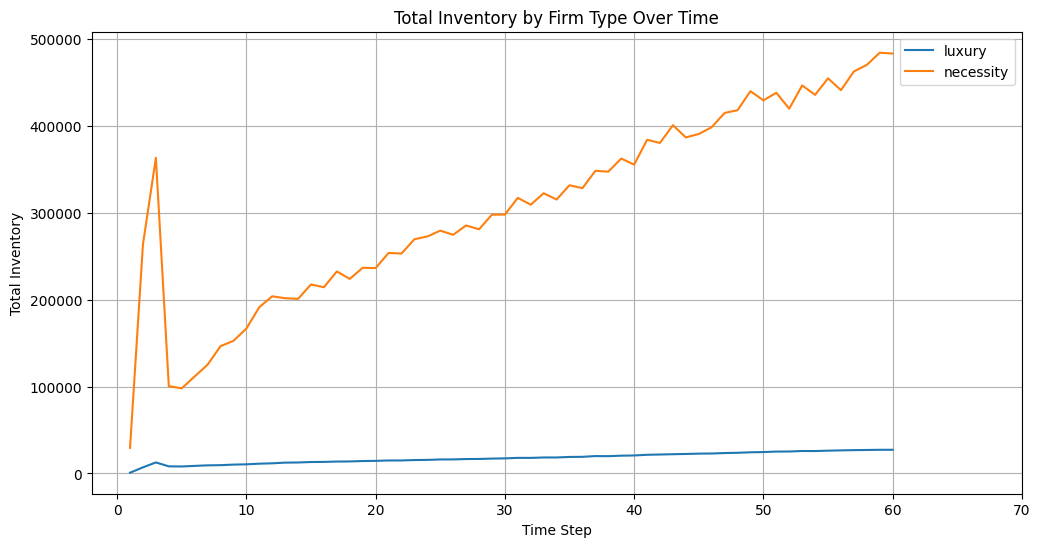 Total Inventory by Firm Type Over Time
luxury
necessity
Total Inventory
500000
400000
300000
200000
100000
0
0 10 20 30 40 50 60 70
Time Step